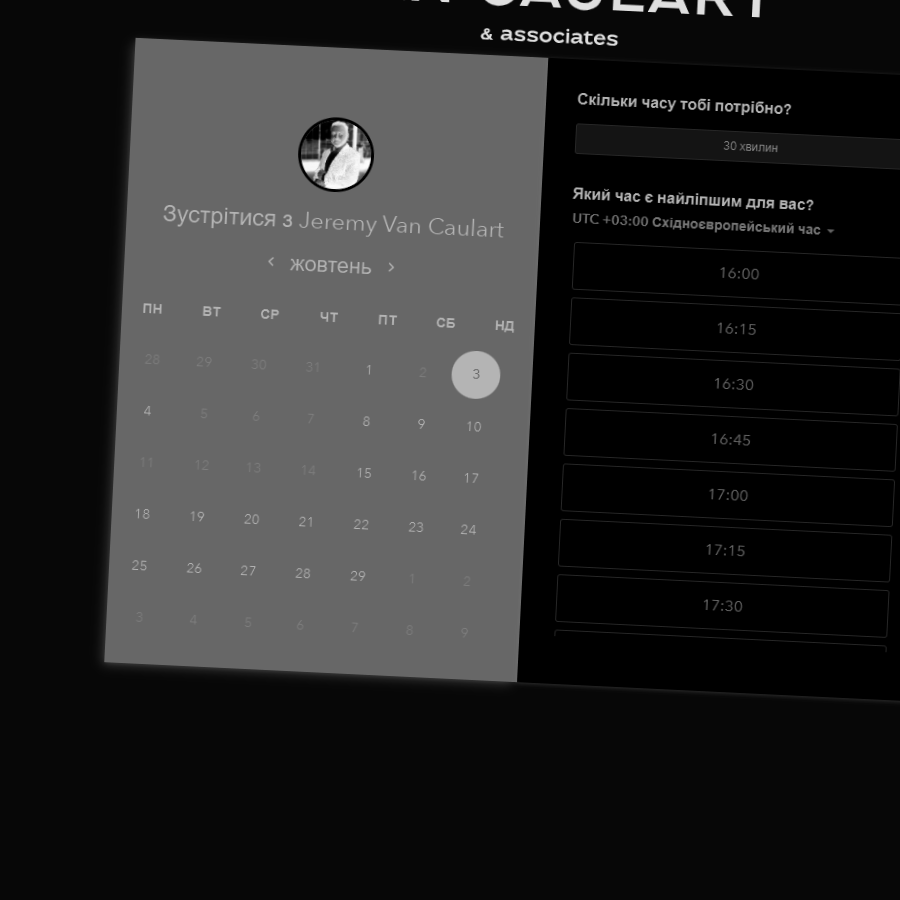 CAULART
& associates
Зустрітися з Jeremy Van Caulart
жовтень
ПН ВТ СР ЧТ ПТ СБ НД
28 29 30 31 1 2 3
4 5 6 7 8 9 10
11 12 13 14 15 16 17
18 19 20 21 22 23 24
25 26 27 28 29 1 2
3 4 5 6 7 8 9
Скільки часу тобі потрібно?
30 хвилин
Який час є найліпшим для вас?
UTC +03:00 Східноєвропейський час
16:00
16:15
16:30
16:45
17:00
17:15
17:30